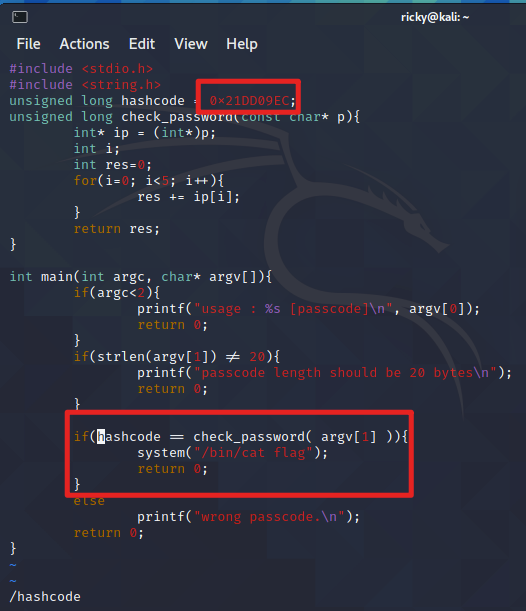 ricky@kali: ~
File Actions Edit View Help
#include <stdio.h>
#include <string.h>
unsigned long hashcode = 0×21DD09EC;
unsigned long check_password(const char* p){
        int* ip = (int*)p;
        int i;
        int res=0;
        for(i=0; i<5; i++){
                res += ip[i];
        }
        return res;
}

int main(int argc, char* argv[]){
        if(argc<2){
                printf("usage : %s [passcode]\n", argv[0]);
                return 0;
        }
        if(strlen(argv[1]) ≠ 20){
                printf("passcode length should be 20 bytes\n");
                return 0;
        }

        if(hashcode == check_password( argv[1] )){
                system("/bin/cat flag");
                return 0;
        }
        else
                printf("wrong passcode.\n");
        return 0;
}
~
~
/hashcode